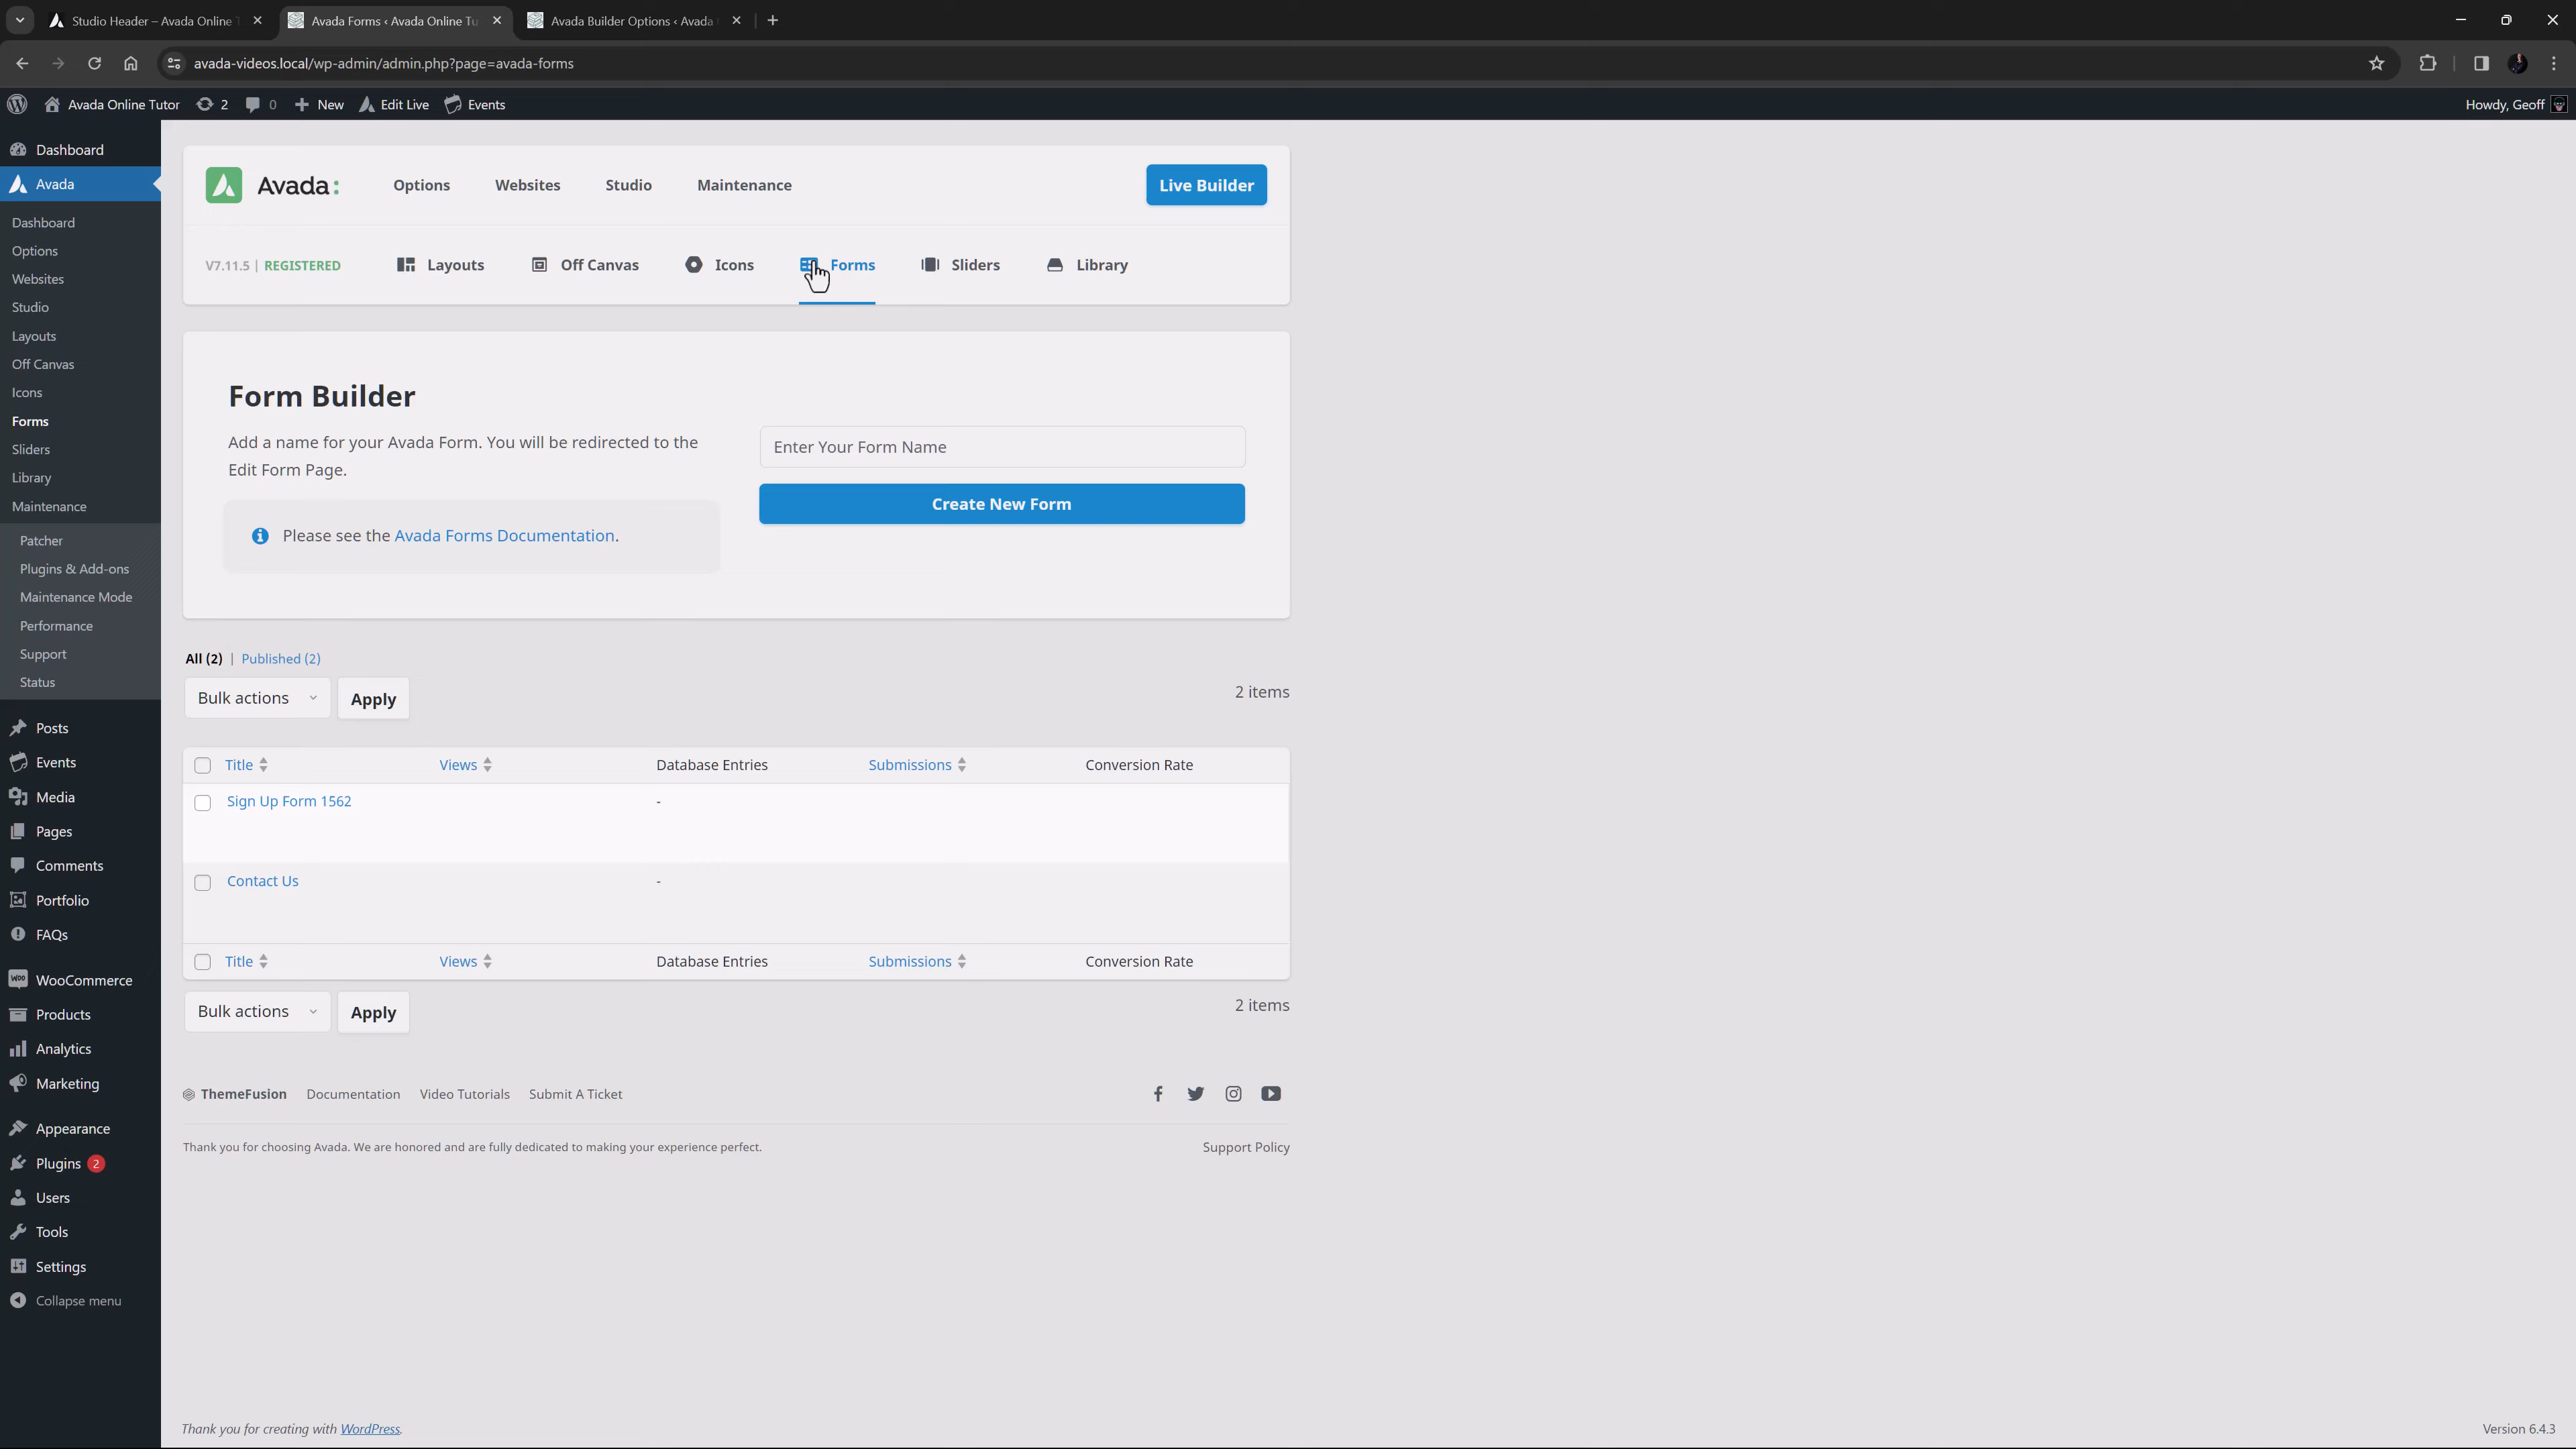 Studio Header – Avada Online
Avada Forms ‹ Avada Online Tu
Avada Builder Options ‹ Avada
avada-videos.local/wp-admin/admin.php?page=avada-forms
Avada Online Tutor 2 0 New Edit Live Events Howdy, Geoff
Dashboard
Avada
Dashboard
Options
Websites
Studio
Layouts
Off Canvas
Icons
Forms
Sliders
Library
Maintenance
Patcher
Plugins & Add-ons
Maintenance Mode
Performance
Support
Status
Posts
Events
Media
Pages
Comments
Portfolio
FAQs
WooCommerce
Products
Analytics
Marketing
Appearance
Plugins 2
Users
Tools
Settings
Collapse menu
Avada: Options Websites Studio Maintenance Live Builder
V7.11.5 | REGISTERED Layouts Off Canvas Icons Forms Sliders Library
Form Builder
Add a name for your Avada Form. You will be redirected to the
Edit Form Page.
Please see the Avada Forms Documentation.
Enter Your Form Name
Create New Form
All (2) | Published (2)
Bulk actions Apply 2 items
Title Views Database Entries Submissions Conversion Rate
Sign Up Form 1562 -
Contact Us -
Title Views Database Entries Submissions Conversion Rate
Bulk actions Apply 2 items
ThemeFusion Documentation Video Tutorials Submit A Ticket
Thank you for choosing Avada. We are honored and are fully dedicated to making your experience perfect. Support Policy
Thank you for creating with WordPress. Version 6.4.3